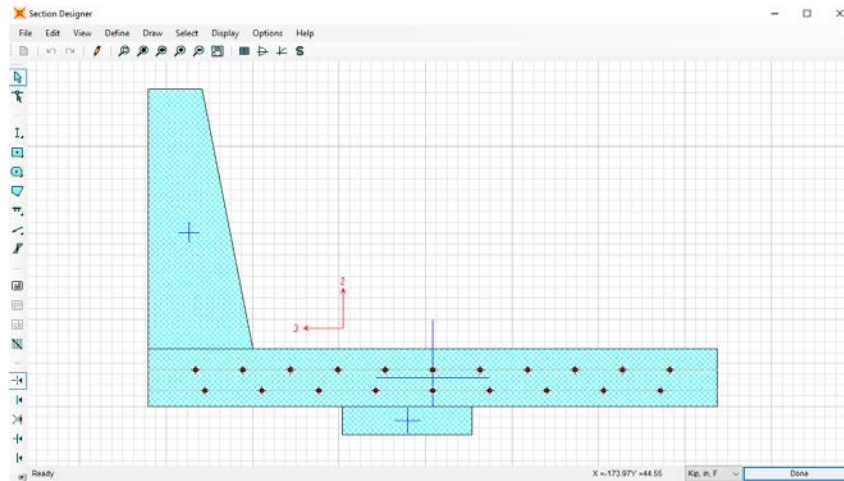 Section Designer
File Edit View Define Draw Select Display Options Help
2
3
Ready X =-173.97Y =44.55 Kip, in, F Done